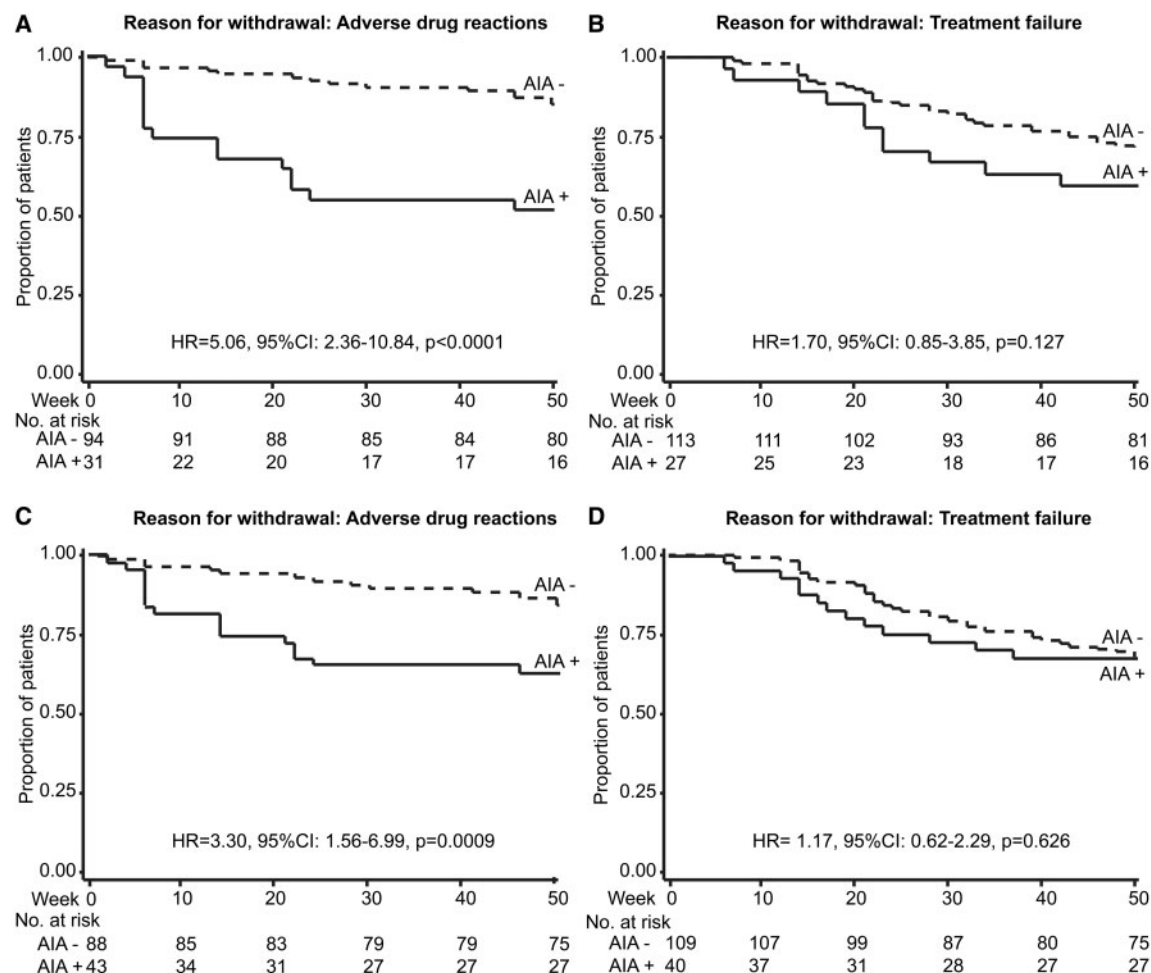 A Reason for withdrawal: Adverse drug reactions
Proportion of patients
1.00
0.75
0.50
0.25
0.00
AIA -
AIA +
HR=5.06, 95%CI: 2.36-10.84, p<0.0001
Week 0 10 20 30 40 50
No. at risk
AIA - 94 91 88 85 84 80
AIA +31 22 20 17 17 16
B Reason for withdrawal: Treatment failure
Proportion of patients
1.00
0.75
0.50
0.25
0.00
AIA -
AIA +
HR=1.70, 95%CI: 0.85-3.85, p=0.127
Week 0 10 20 30 40 50
No. at risk
AIA - 113 111 102 93 86 81
AIA + 27 25 23 18 17 16
C Reason for withdrawal: Adverse drug reactions
Proportion of patients
1.00
0.75
0.50
0.25
0.00
AIA -
AIA +
HR=3.30, 95%CI: 1.56-6.99, p=0.0009
Week 0 10 20 30 40 50
No. at risk
AIA - 88 85 83 79 79 75
AIA +43 34 31 27 27 27
D Reason for withdrawal: Treatment failure
Proportion of patients
1.00
0.75
0.50
0.25
0.00
AIA -
AIA +
HR= 1.17, 95%CI: 0.62-2.29, p=0.626
Week 0 10 20 30 40 50
No. at risk
AIA - 109 107 99 87 80 75
AIA + 40 37 31 28 27 27